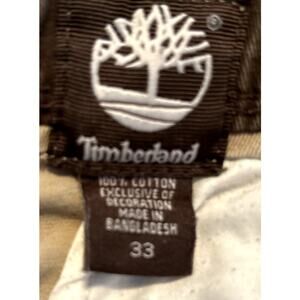 ®
Timberland
100% COTTON
EXCLUSIVE OF
DECORATION
MADE IN
BANGLADESH
33